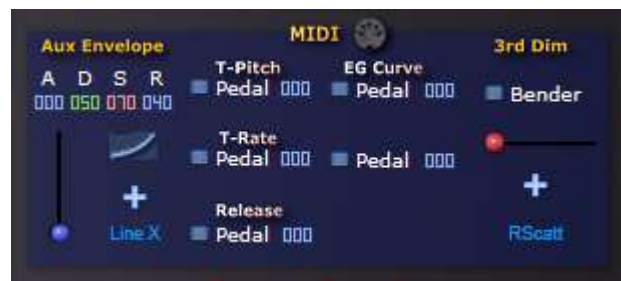 MIDI
Aux Envelope
A D S R
000 050 070 040
Line X
T-Pitch
Pedal 000
EG Curve
Pedal 000
T-Rate
Pedal 000
Pedal 000
Release
Pedal 000
3rd Dim
Bender
RScatt